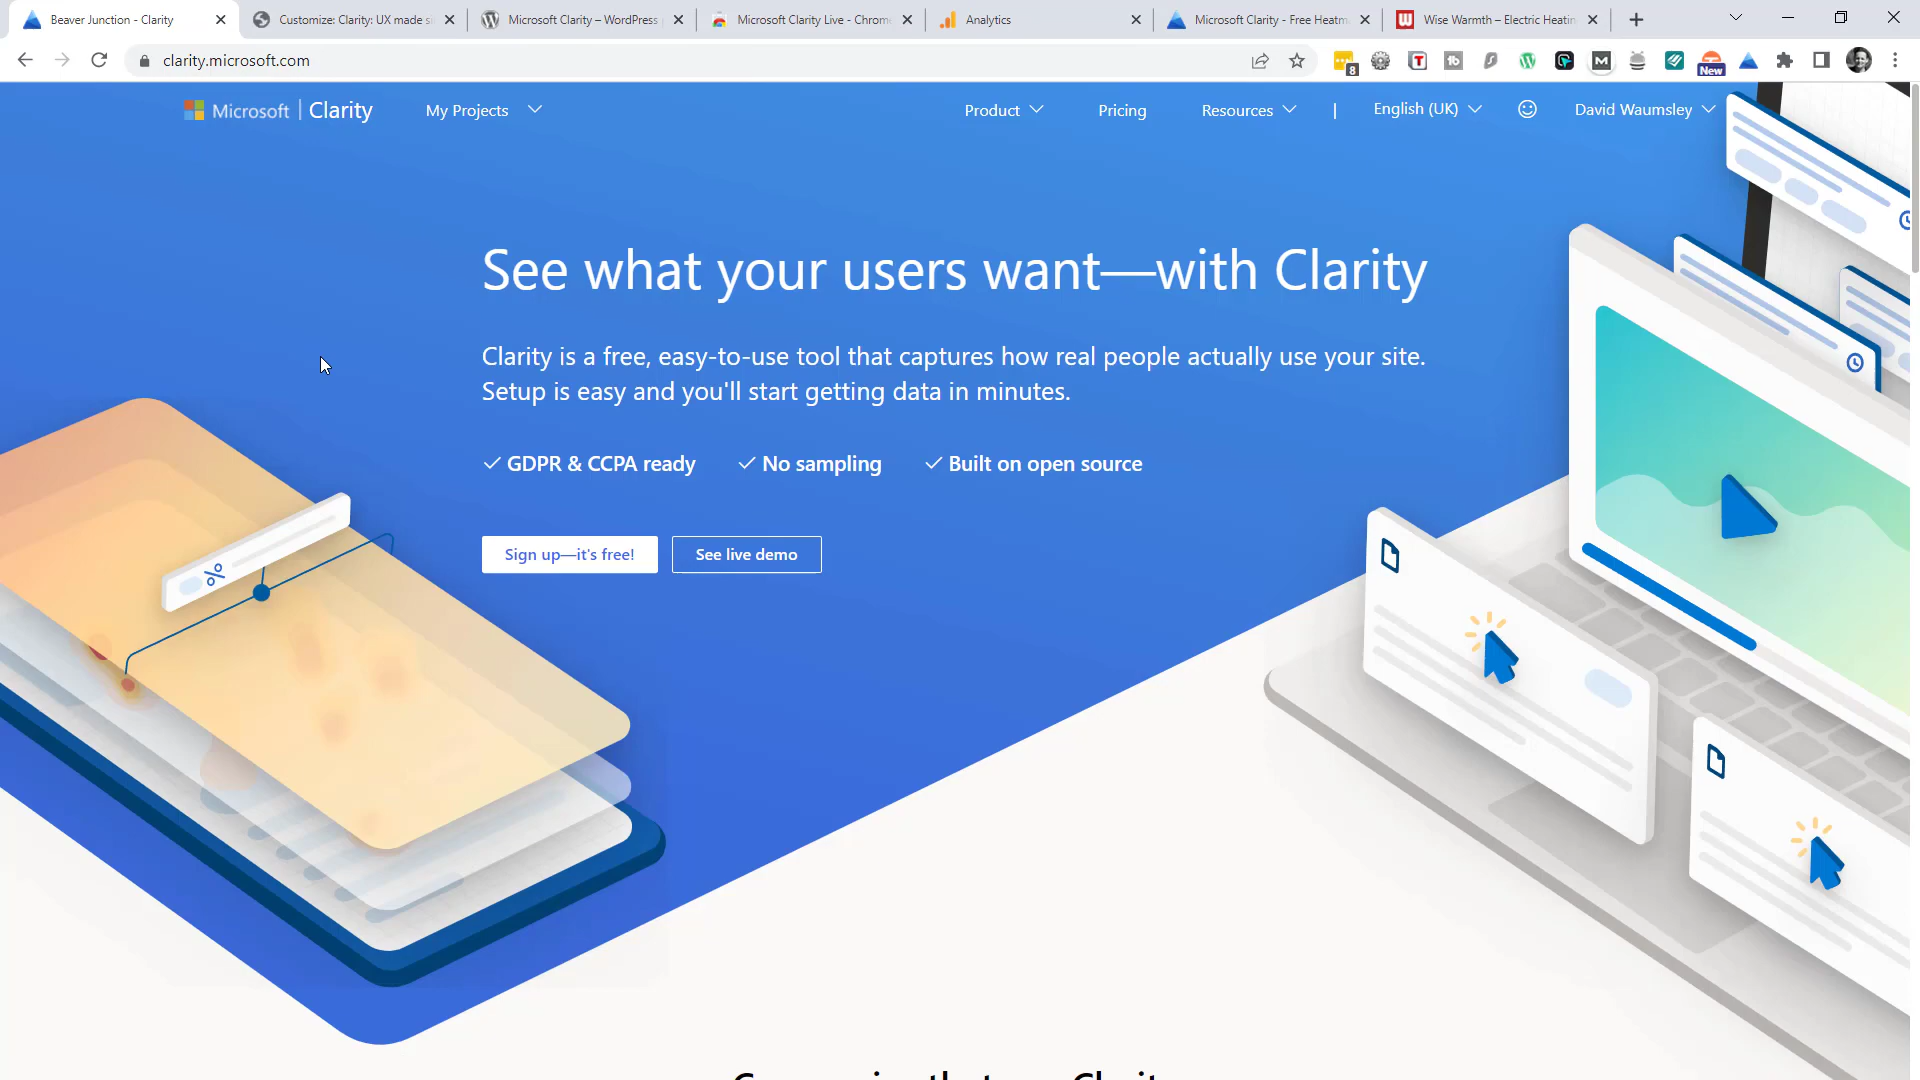 Beaver Junction - Clarity
Customize: Clarity: UX made s
Microsoft Clarity – WordPress
Microsoft Clarity Live - Chrom
Analytics
Microsoft Clarity - Free Heatm
Wise Warmth – Electric Heatin
clarity.microsoft.com
8
New
Microsoft | Clarity
My Projects
Product
Pricing
Resources
|
English (UK)
David Waumsley
See what your users want—with Clarity
Clarity is a free, easy-to-use tool that captures how real people actually use your site.
Setup is easy and you'll start getting data in minutes.
GDPR & CCPA ready
No sampling
Built on open source
Sign up—it's free!
See live demo